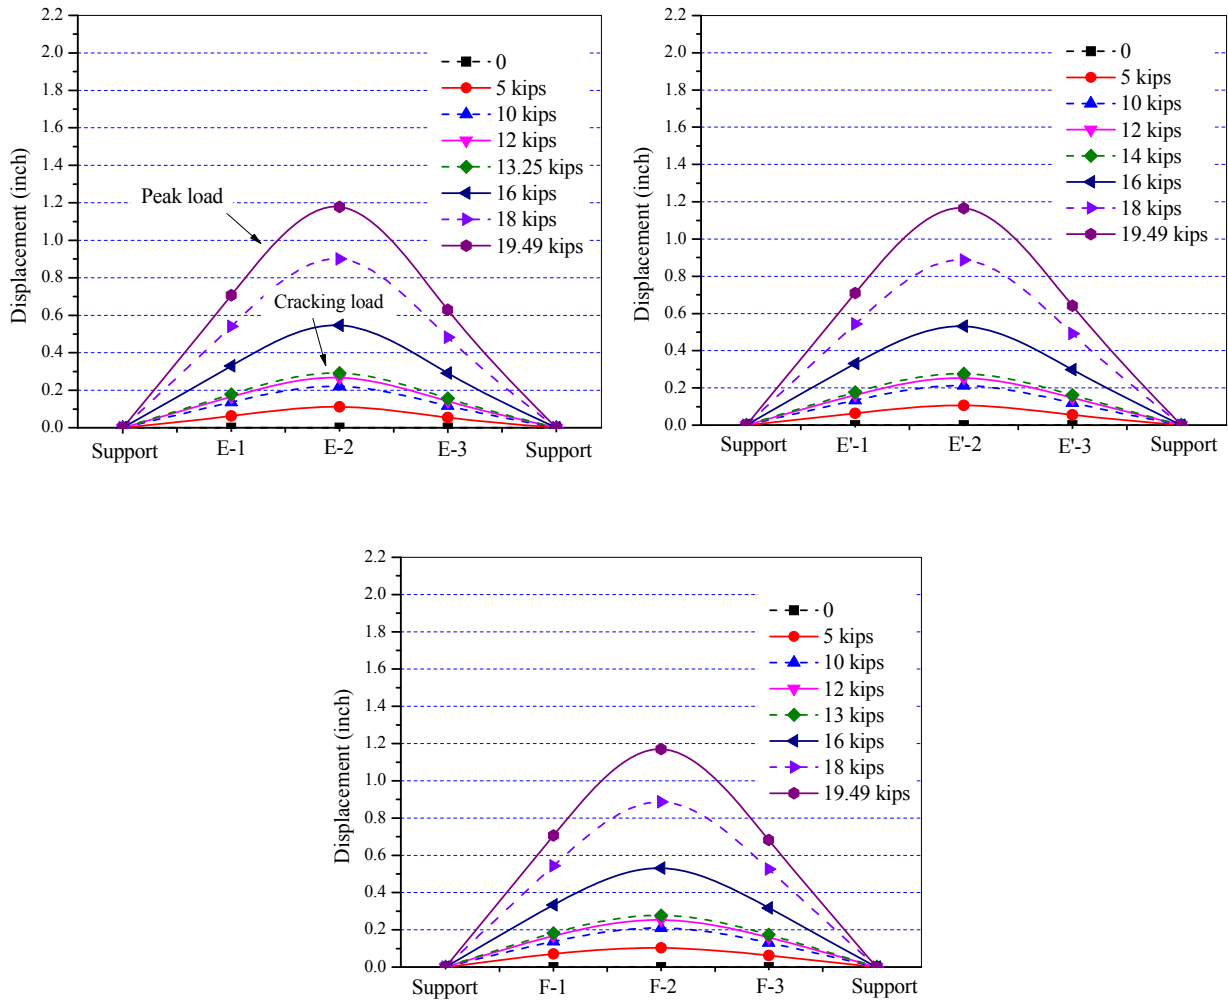 2.2
2.0
1.8
1.6
1.4
1.2
1.0
0.8
0.6
0.4
0.2
0.0
Displacement (inch)
0
5 kips
10 kips
12 kips
13.25 kips
16 kips
18 kips
19.49 kips
Peak load
Cracking load
Support E-1 E-2 E-3 Support
2.2
2.0
1.8
1.6
1.4
1.2
1.0
0.8
0.6
0.4
0.2
0.0
Displacement (inch)
0
5 kips
10 kips
12 kips
14 kips
16 kips
18 kips
19.49 kips
Support E'-1 E'-2 E'-3 Support
2.2
2.0
1.8
1.6
1.4
1.2
1.0
0.8
0.6
0.4
0.2
0.0
Displacement (inch)
0
5 kips
10 kips
12 kips
13 kips
16 kips
18 kips
19.49 kips
Support F-1 F-2 F-3 Support